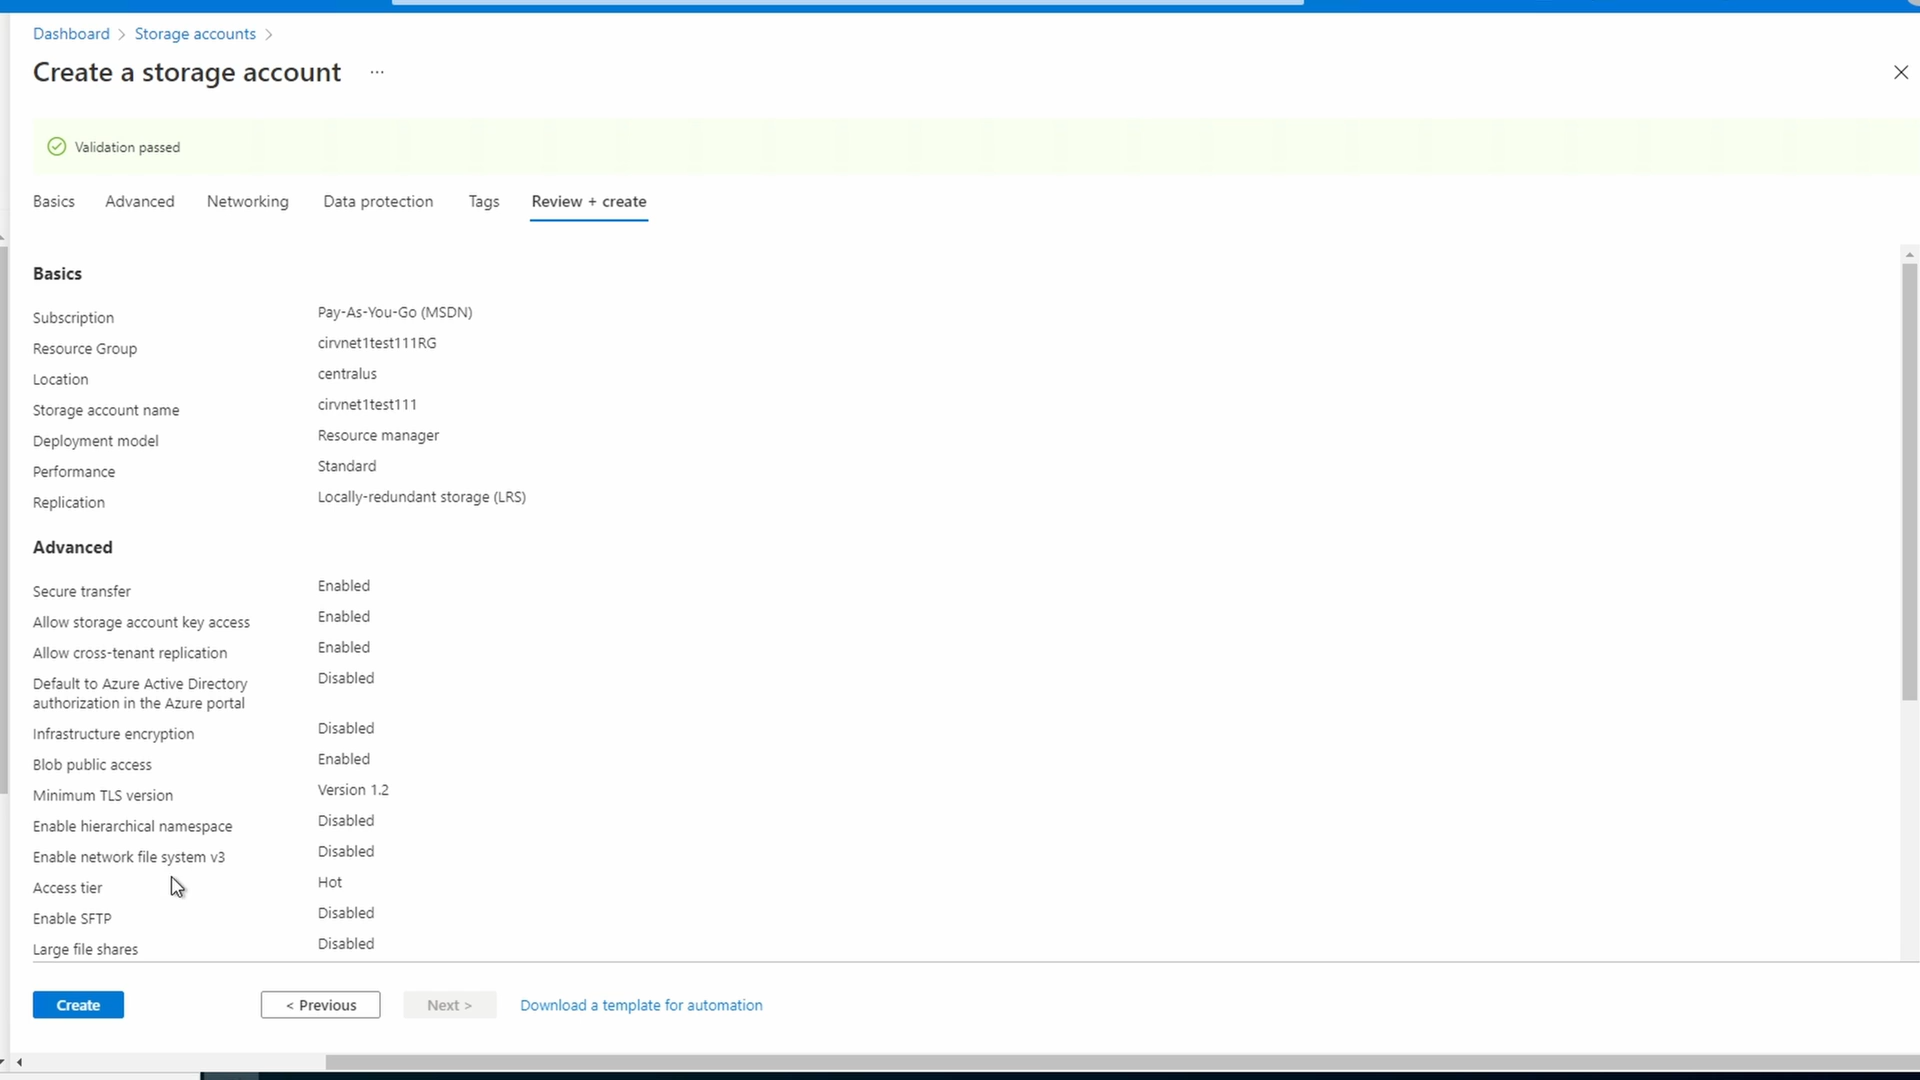 Dashboard > Storage accounts >
Create a storage account ...
Validation passed
Basics Advanced Networking Data protection Tags Review + create
Basics
Subscription Pay-As-You-Go (MSDN)
Resource Group cirvnet1test111RG
Location centralus
Storage account name cirvnet1test111
Deployment model Resource manager
Performance Standard
Replication Locally-redundant storage (LRS)
Advanced
Secure transfer Enabled
Allow storage account key access Enabled
Allow cross-tenant replication Enabled
Default to Azure Active Directory Disabled
authorization in the Azure portal
Infrastructure encryption Disabled
Blob public access Enabled
Minimum TLS version Version 1.2
Enable hierarchical namespace Disabled
Enable network file system v3 Disabled
Access tier Hot
Enable SFTP Disabled
Large file shares Disabled
Create < Previous Next > Download a template for automation